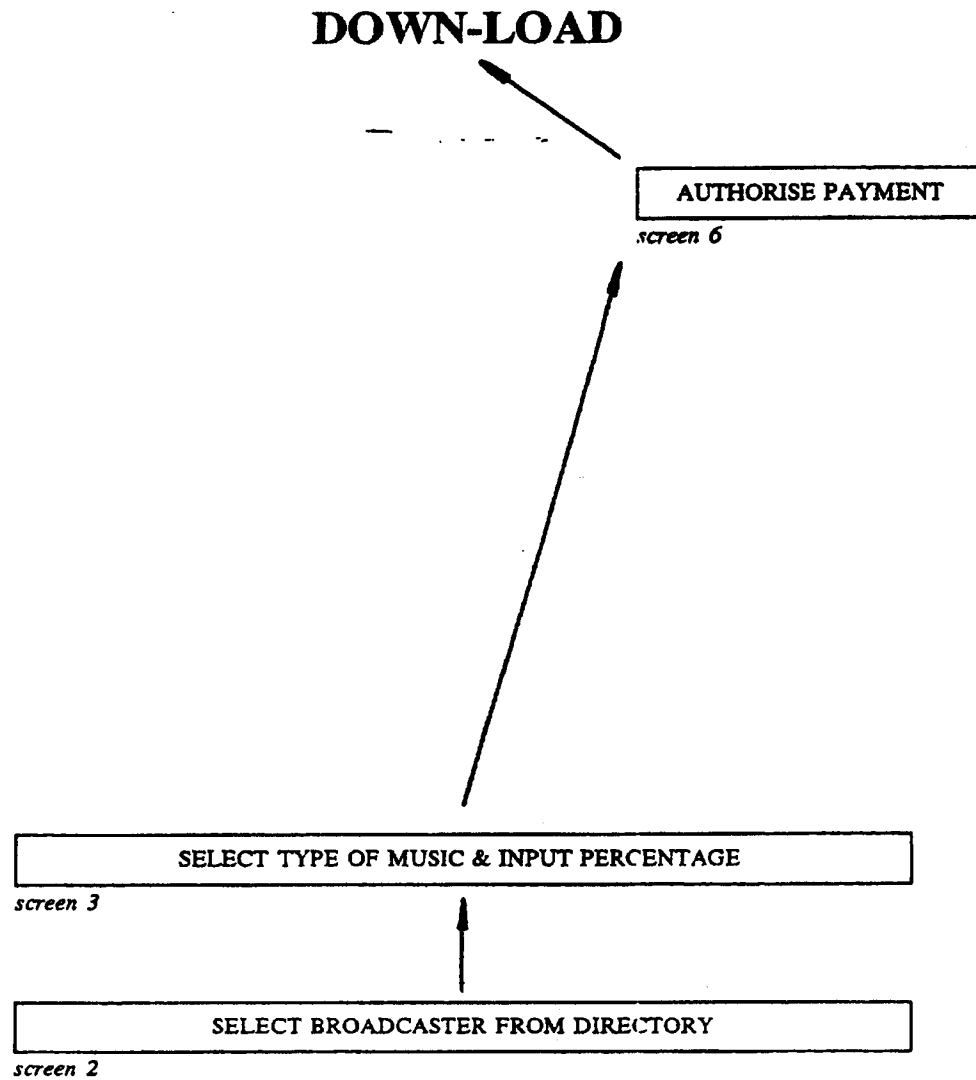 DOWN-LOAD
AUTHORISE PAYMENT
screen 6
SELECT TYPE OF MUSIC & INPUT PERCENTAGE
screen 3
SELECT BROADCASTER FROM DIRECTORY
screen 2